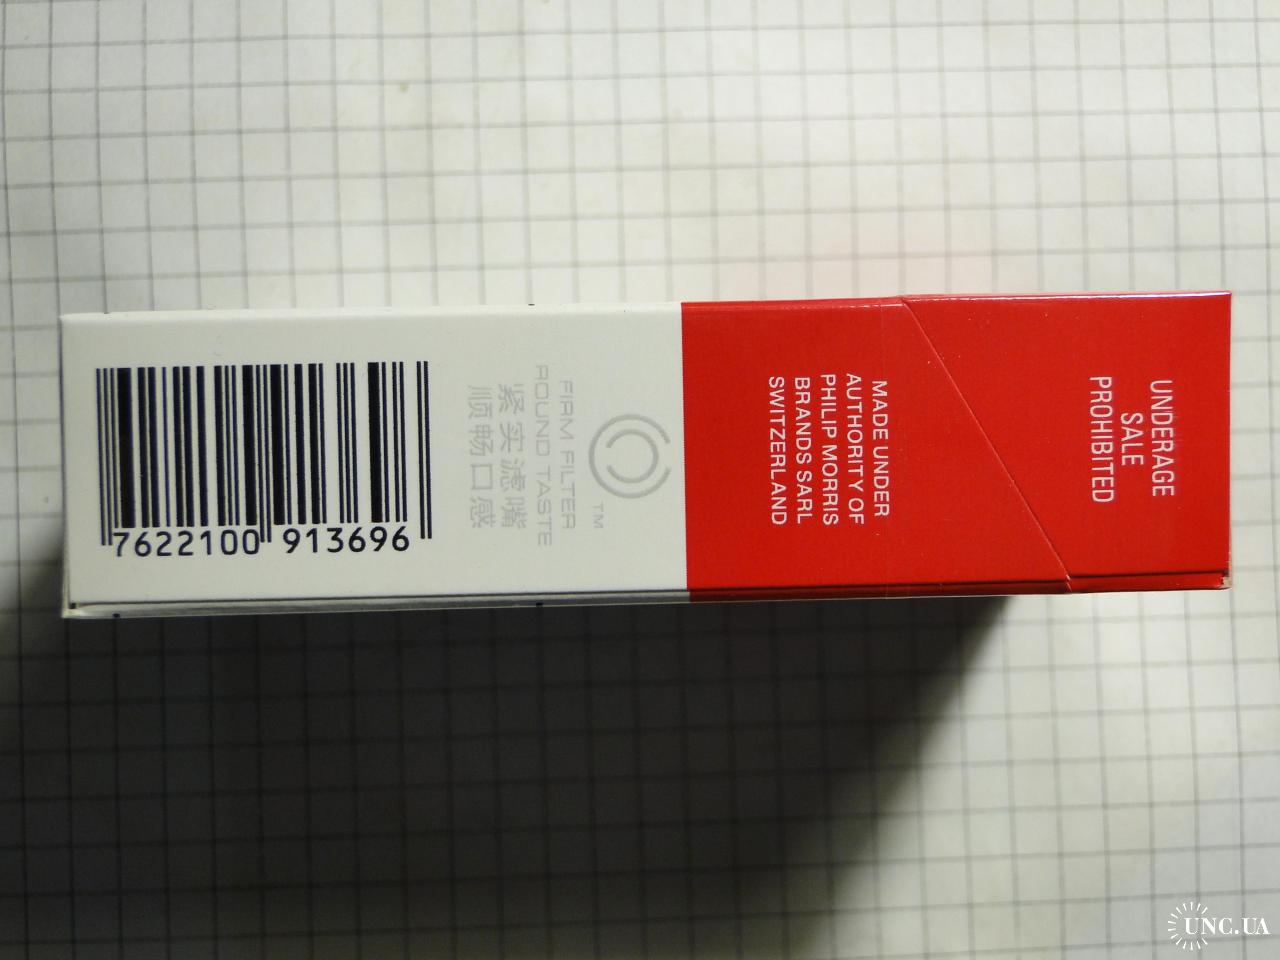 UNDERAGE
SALE
PROHIBITED
MADE UNDER
AUTHORITY OF
PHILIP MORRIS
BRANDS SARL
SWITZERLAND
TM
FIRM FILTER
ROUND TASTE
紧实滤嘴
顺畅口感
7622100 913696
UNC.UA